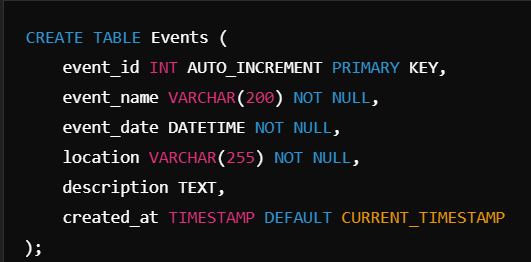 CREATE TABLE Events (
    event_id INT AUTO_INCREMENT PRIMARY KEY,
    event_name VARCHAR(200) NOT NULL,
    event_date DATETIME NOT NULL,
    location VARCHAR(255) NOT NULL,
    description TEXT,
    created_at TIMESTAMP DEFAULT CURRENT_TIMESTAMP
);